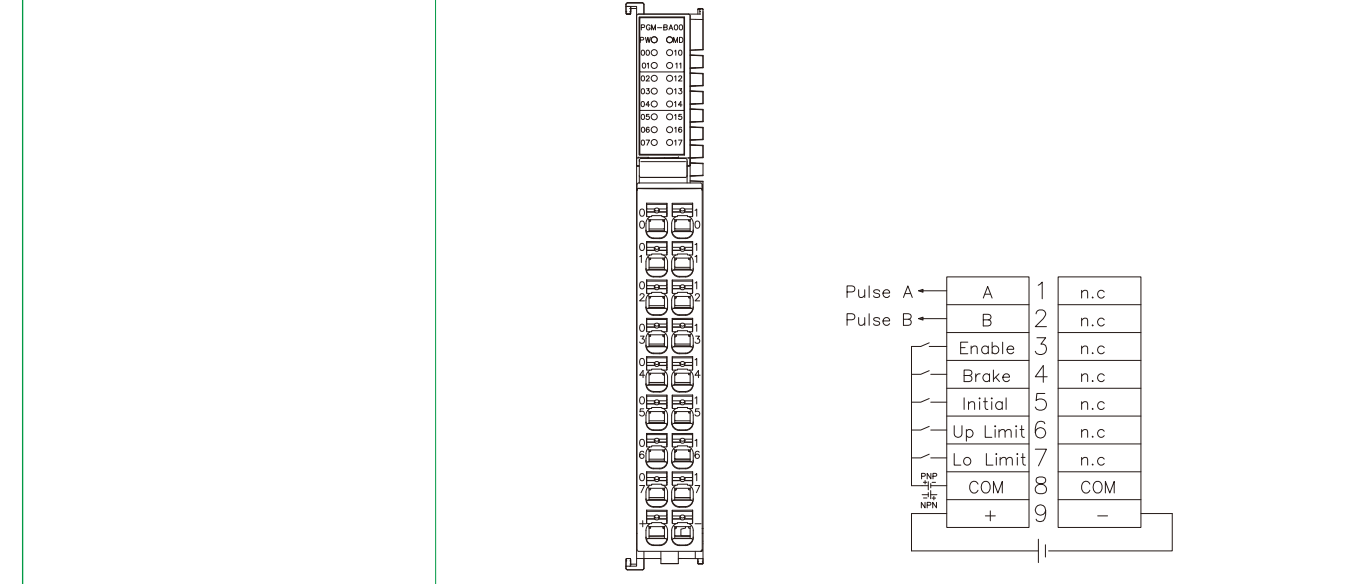 PGM-BA00
PW MD
00 10
01 11
02 12
03 13
04 14
05 15
06 16
07 17
0 1
0 0
0 1
1 1
0 1
2 2
0 1
3 3
0 1
4 4
0 1
5 5
0 1
6 6
0 1
7 7
+ −
Pulse A A 1 n.c
Pulse B B 2 n.c
Enable 3 n.c
Brake 4 n.c
Initial 5 n.c
Up Limit 6 n.c
Lo Limit 7 n.c
PNP
+
COM 8 COM
+
NPN
+ 9 −